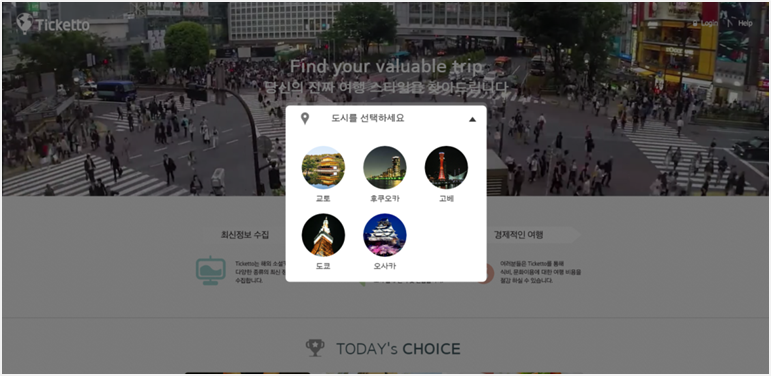 Ticketto
Login
Help
Find your valuable trip
당신의 진짜 여행 스타일을 찾아드립니다
도시를 선택하세요
교토
후쿠오카
고베
도쿄
오사카
최신정보 수집
경제적인 여행
Ticketto는 해외 소셜
다양한 종류의 최신 정
수집합니다
여러분들은 Ticketto를 통해
식비, 문화이용에 대한 여행 비용을
절감 하실 수 있습니다.
TODAY's CHOICE